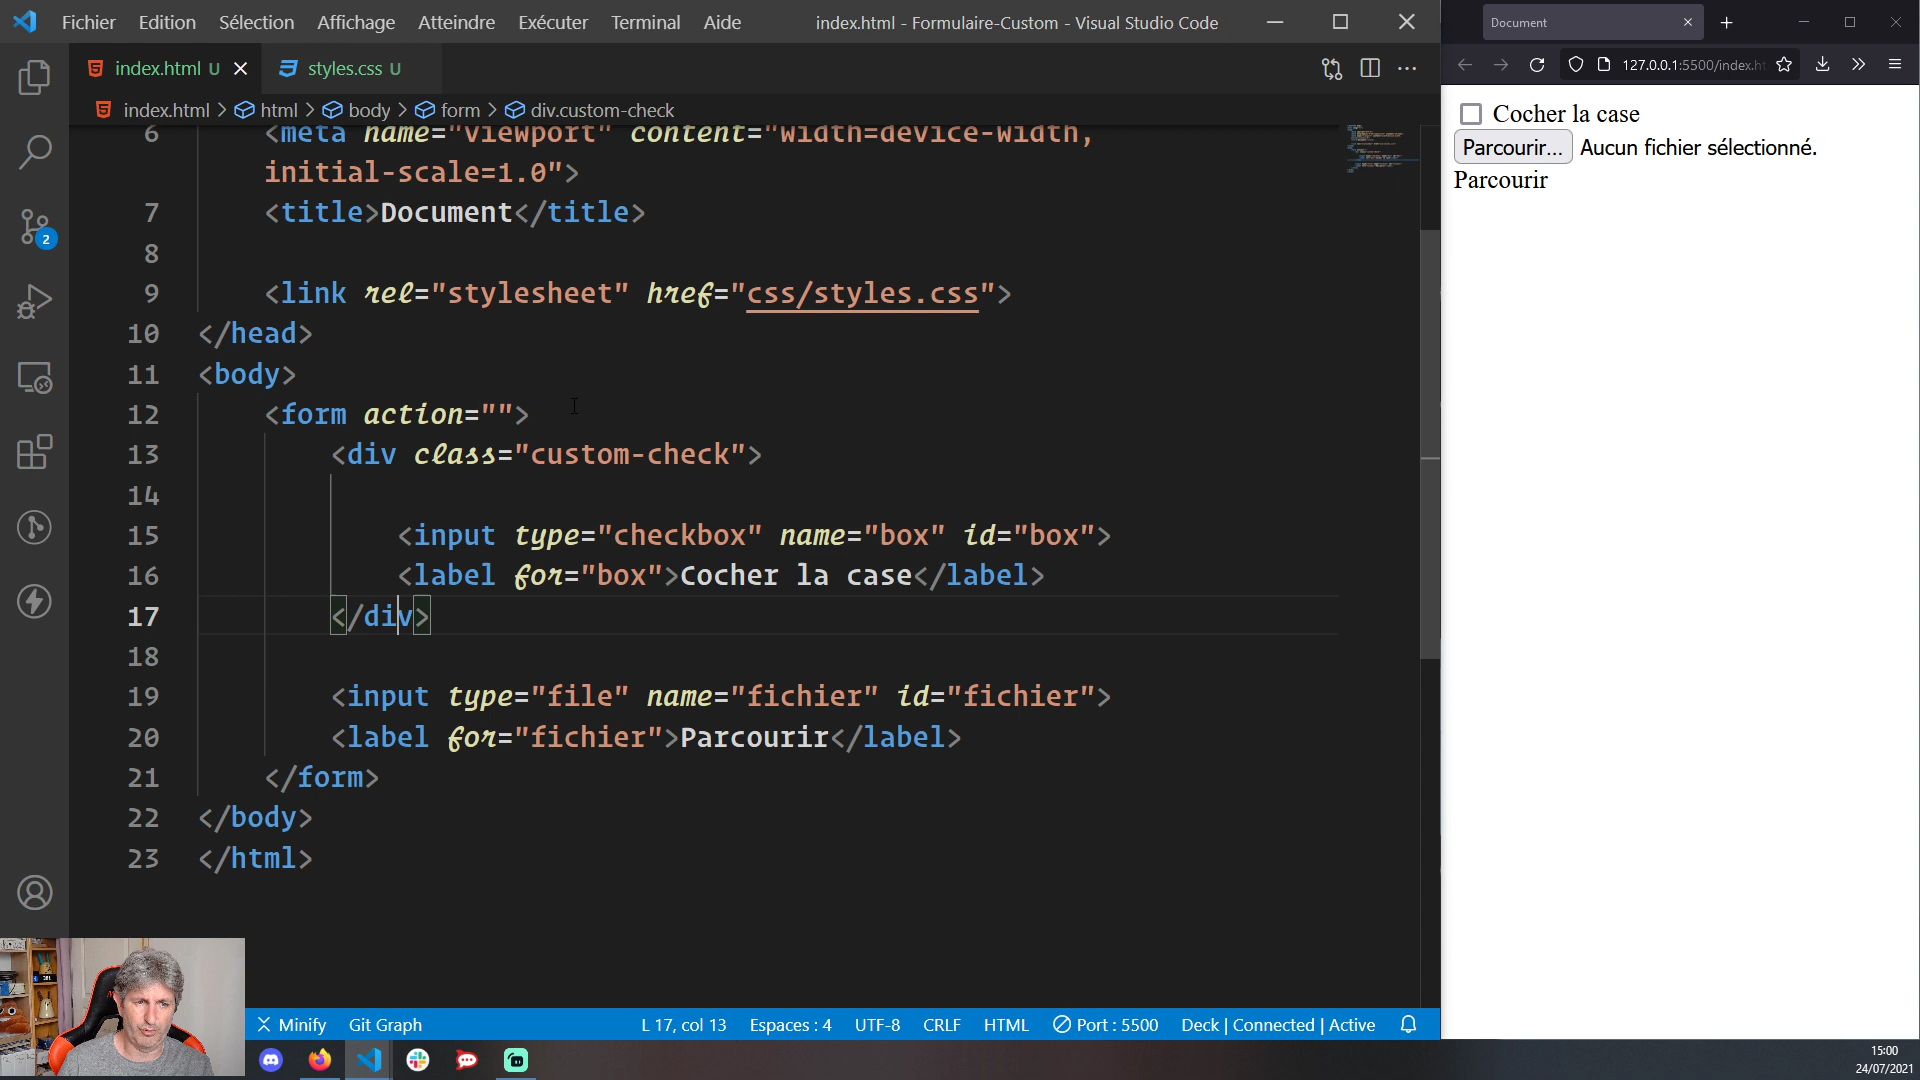 Fichier Edition Sélection Affichage Atteindre Exécuter Terminal Aide index.html - Formulaire-Custom - Visual Studio Code
index.html U
styles.css U
index.html > html > body > form > div.custom-check
6 <meta name="viewport" content="width=device-width,
initial-scale=1.0">
7 <title>Document</title>
8
9 <link rel="stylesheet" href="css/styles.css">
10 </head>
11 <body>
12 <form action="">
13 <div class="custom-check">
14
15 <input type="checkbox" name="box" id="box">
16 <label for="box">Cocher la case</label>
17 </div>
18
19 <input type="file" name="fichier" id="fichier">
20 <label for="fichier">Parcourir</label>
21 </form>
22 </body>
23 </html>
2
Minify Git Graph L 17, col 13 Espaces : 4 UTF-8 CRLF HTML Port : 5500 Deck | Connected | Active
Document
127.0.0.1:5500/index.ht
Cocher la case
Parcourir... Aucun fichier sélectionné.
Parcourir
15:00
24/07/2021